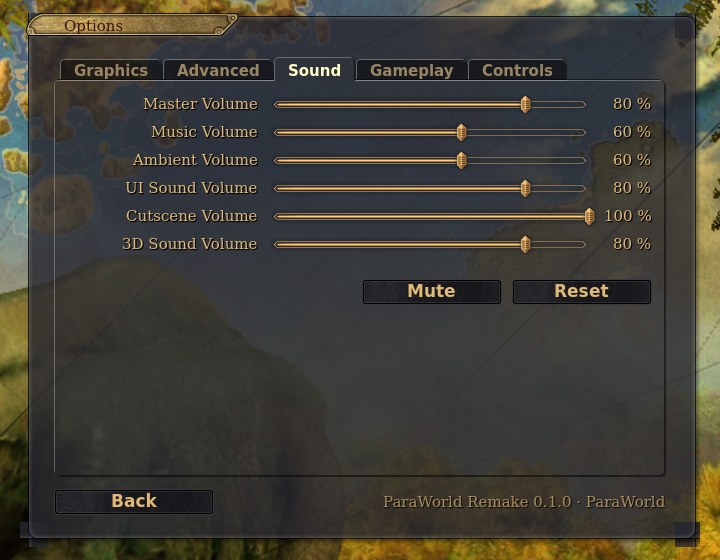 Options
Graphics Advanced Sound Gameplay Controls
Master Volume 80 %
Music Volume 60 %
Ambient Volume 60 %
UI Sound Volume 80 %
Cutscene Volume 100 %
3D Sound Volume 80 %
Mute Reset
Back ParaWorld Remake 0.1.0 · ParaWorld